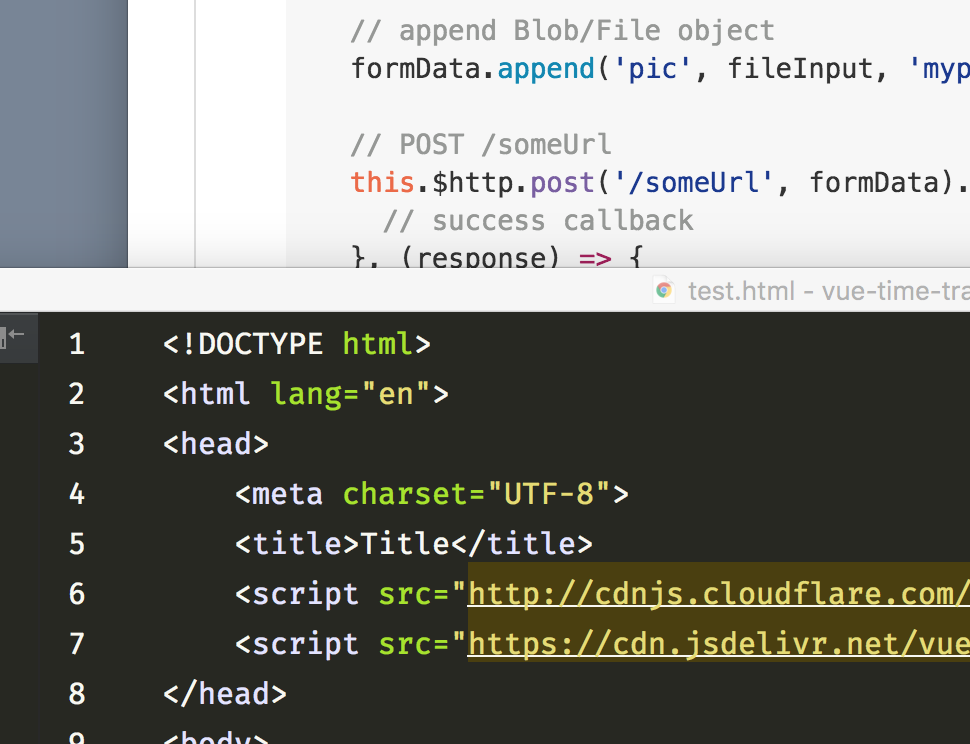 // append Blob/File object
formData.append('pic', fileInput, 'myp
// POST /someUrl
this.$http.post('/someUrl', formData).
// success callback
}, (response) => {
test.html - vue-time-tra
1 <!DOCTYPE html>
2 <html lang="en">
3 <head>
4 <meta charset="UTF-8">
5 <title>Title</title>
6 <script src="http://cdnjs.cloudflare.com/
7 <script src="https://cdn.jsdelivr.net/vue
8 </head>
9 <body>